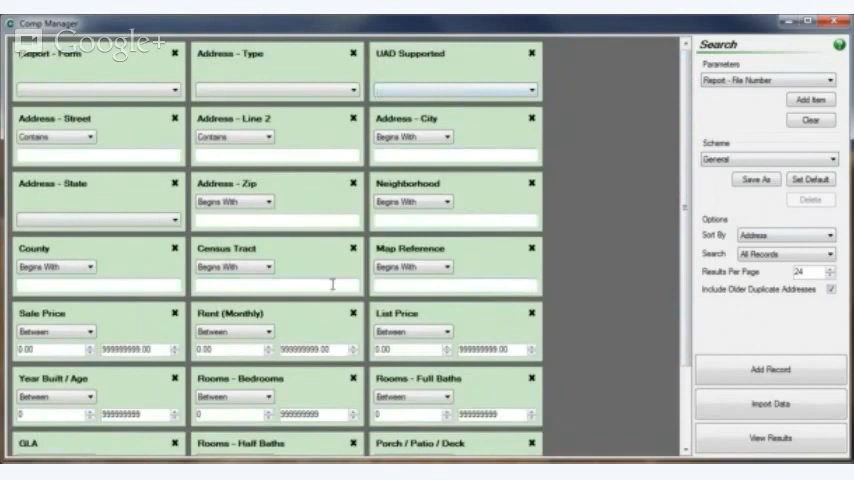 Comp Manager
Google+
Report - Form
Address - Type
UAD Supported
Address - Street
Contains
Address - Line 2
Contains
Address - City
Begins With
Address - State
Address - Zip
Begins With
Neighborhood
Begins With
County
Begins With
Census Tract
Begins With
Map Reference
Begins With
Sale Price
Between
0.00
999999999.00
Rent (Monthly)
Between
0.00
999999999.00
List Price
Between
0.00
999999999.00
Year Built / Age
Between
0
999999999
Rooms - Bedrooms
Between
0
999999999
Rooms - Full Baths
Between
0
999999999
GLA
Rooms - Half Baths
Porch / Patio / Deck
Search
Parameters
Report - File Number
Add Item
Clear
Scheme
General
Save As
Set Default
Delete
Options
Sort By
Address
Search
All Records
Results Per Page
24
Include Older Duplicate Addresses
Add Record
Import Data
View Results